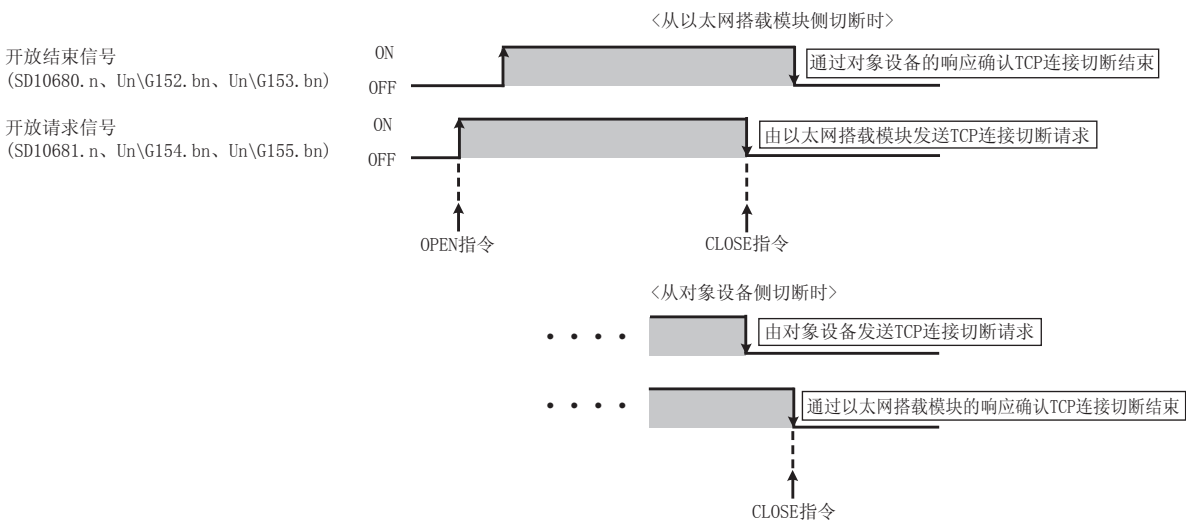 <从以太网搭载模块侧切断时>
开放结束信号
(SD10680.n、Un\G152.bn、Un\G153.bn)
ON
OFF
通过对象设备的响应确认TCP连接切断结束
开放请求信号
(SD10681.n、Un\G154.bn、Un\G155.bn)
ON
OFF
由以太网搭载模块发送TCP连接切断请求
OPEN指令
CLOSE指令
<从对象设备侧切断时>
由对象设备发送TCP连接切断请求
通过以太网搭载模块的响应确认TCP连接切断结束
CLOSE指令